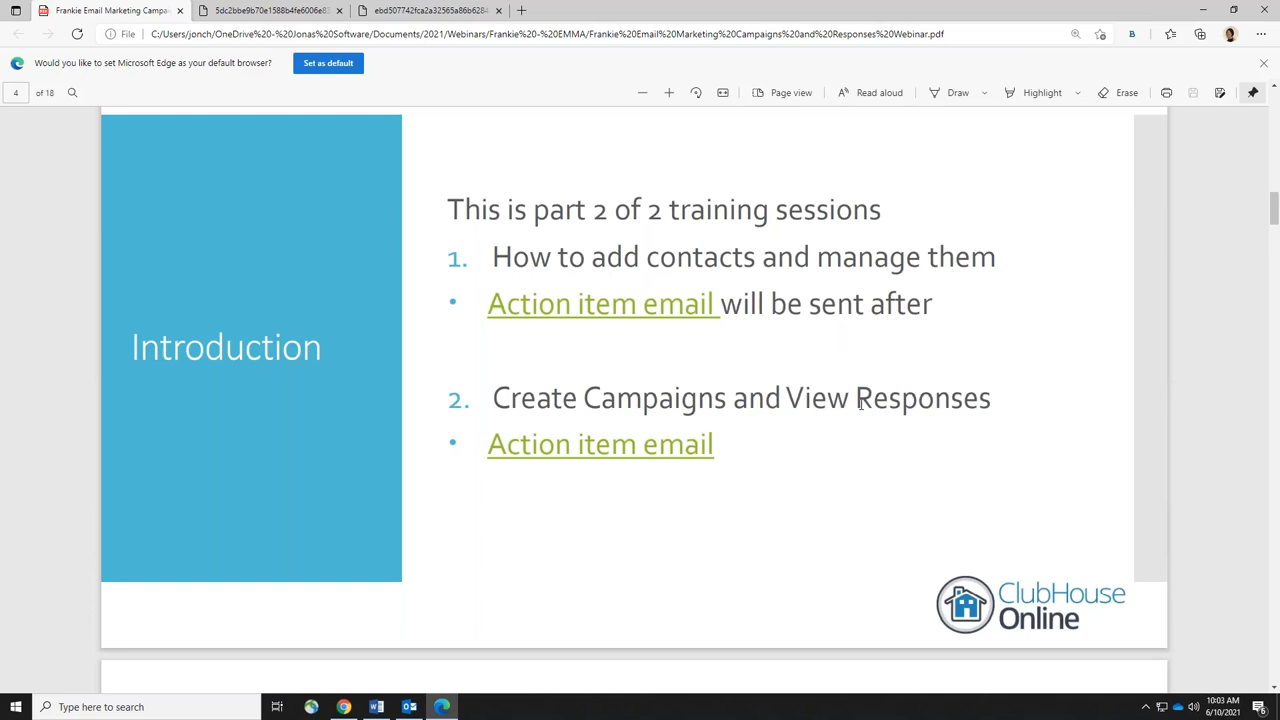 Frankie Email Marketing Campa
5dc2bbe9b70e1588b4fe6006e8
ebd507742fca2a32565a86b6284
File
C:/Users/jonch/OneDrive%20-%20Jonas%20Software/Documents/2021/Webinars/Frankie%20-%20EMMA/Frankie%20Email%20Marketing%20Campaigns%20and%20Responses%20Webinar.pdf
Would you like to set Microsoft Edge as your default browser?
Set as default
4 of 18
Page view
Read aloud
Draw
Highlight
Erase
Introduction
This is part 2 of 2 training sessions
1. How to add contacts and manage them
• Action item email will be sent after
2. Create Campaigns and View Responses
• Action item email
ClubHouse
Online
Type here to search
10:03 AM
6/10/2021